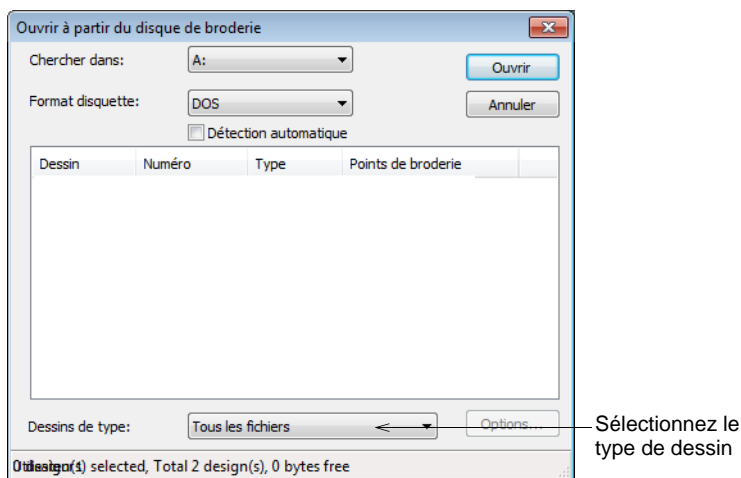 Ouvrir à partir du disque de broderie
Chercher dans: A: Ouvrir
Format disquette: DOS Annuler
Détection automatique
Dessin Numéro Type Points de broderie
Dessins de type: Tous les fichiers Options...
Sélectionnez le
type de dessin
selected, Total 2 design(s), 0 bytes free